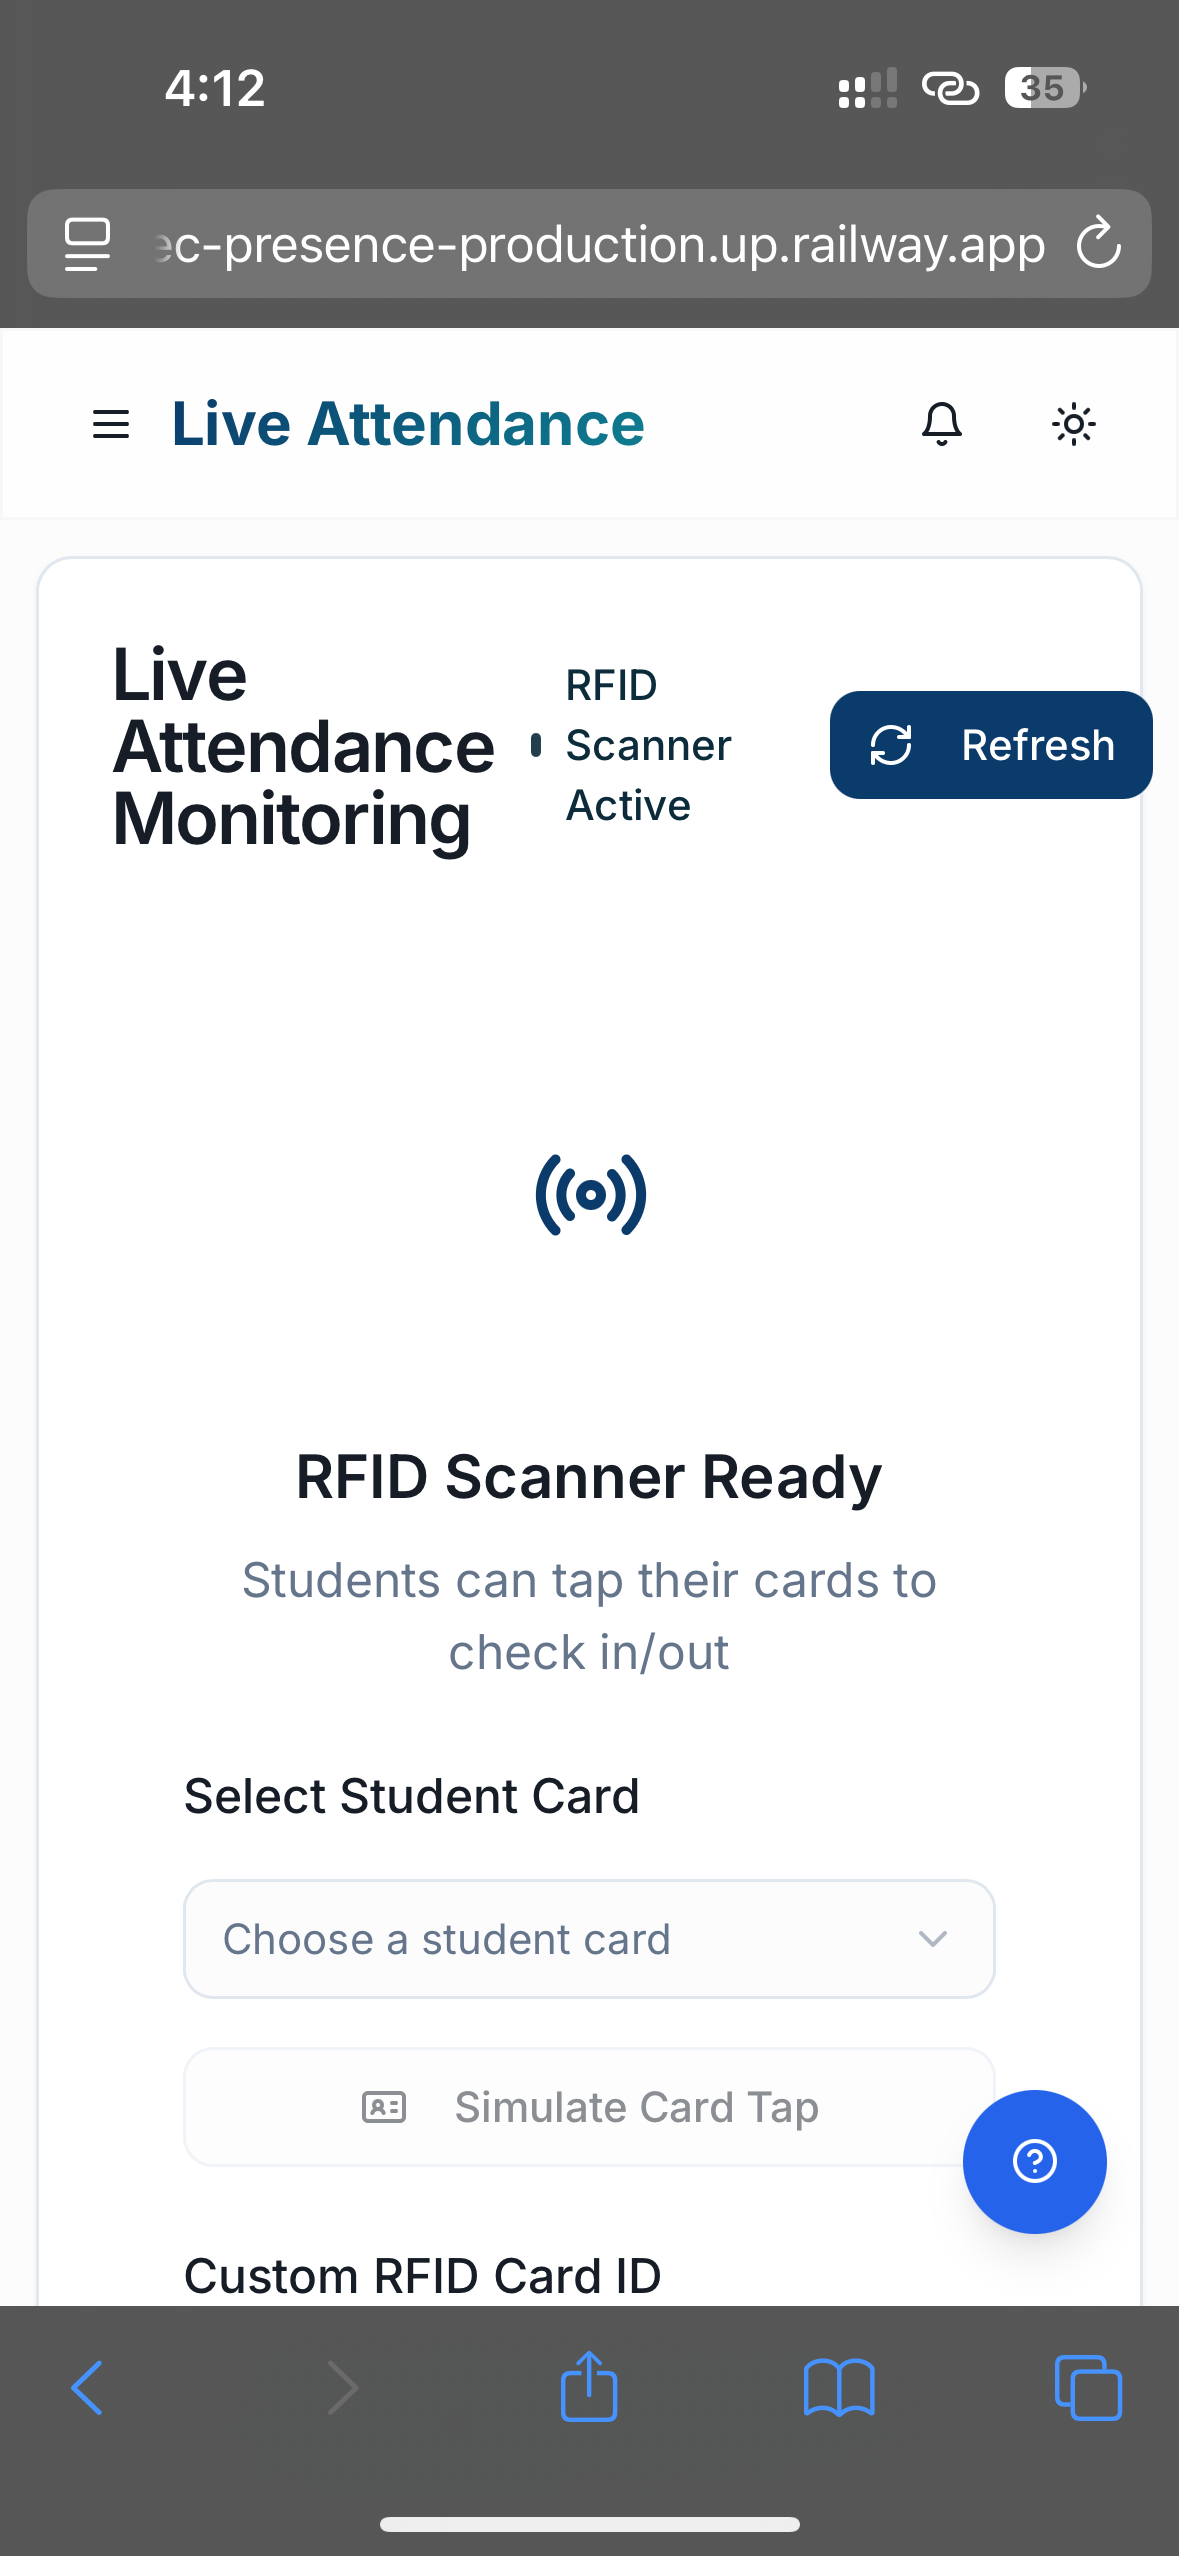 4:12
35
ec-presence-production.up.railway.app
Live Attendance
Live
Attendance
Monitoring
RFID
Scanner
Active
Refresh
RFID Scanner Ready
Students can tap their cards to
check in/out
Select Student Card
Choose a student card
Simulate Card Tap
Custom RFID Card ID